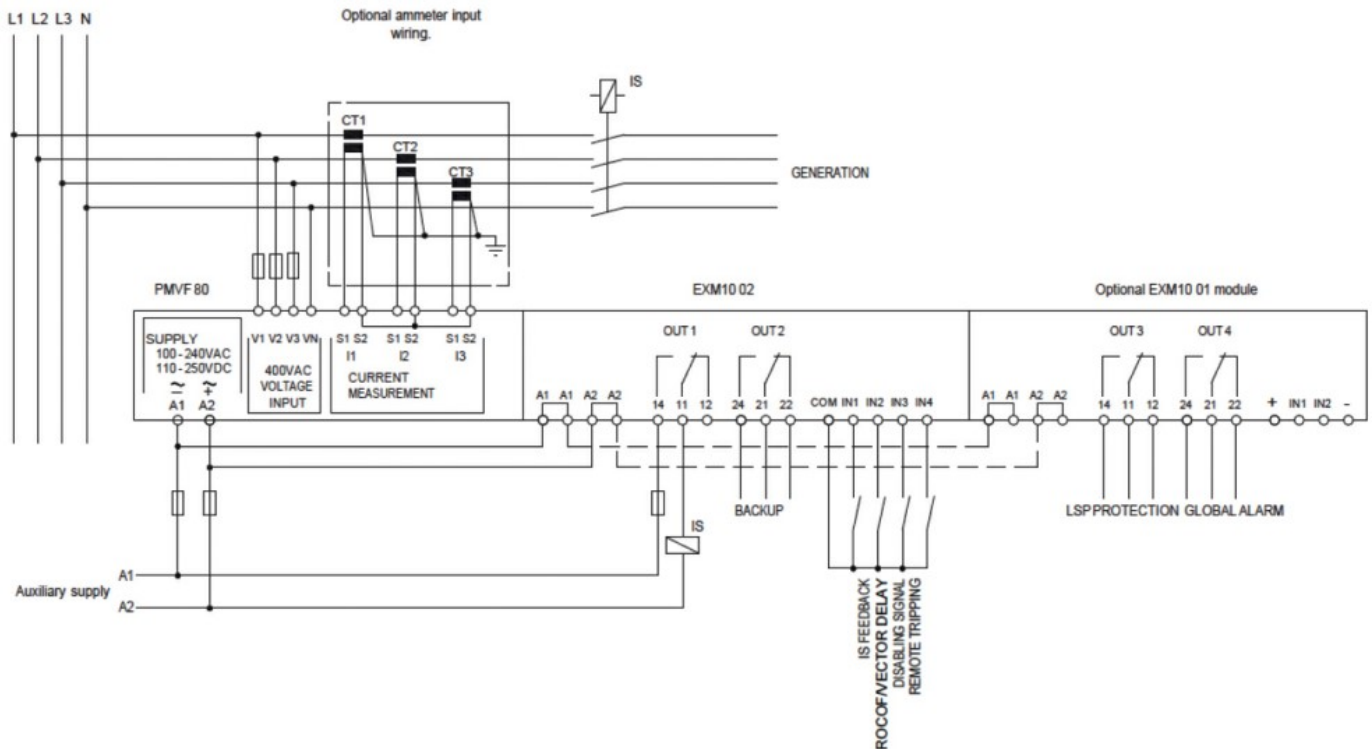 L1 L2 L3 N
Optional ammeter input
wiring.
IS
CT1
CT2
CT3
GENERATION
PMVF 80
EXM10 02
Optional EXM10 01 module
SUPPLY
100-240VAC
110-250VDC
~ ~
− +
A1 A2
V1 V2 V3 VN
400VAC
VOLTAGE
INPUT
S1 S2 S1 S2 S1 S2
I1 I2 I3
CURRENT
MEASUREMENT
OUT 1 OUT 2
A1 A1 A2 A2
14 11 12 24 21 22
COM IN1 IN2 IN3 IN4
OUT 3 OUT 4
A1 A1 A2 A2
14 11 12 24 21 22
+ IN1 IN2 -
BACKUP
LSP PROTECTION GLOBAL ALARM
IS
Auxiliary supply
A1
A2
IS FEEDBACK
ROCOF/VECTOR DELAY
DISABLING SIGNAL
REMOTE TRIPPING